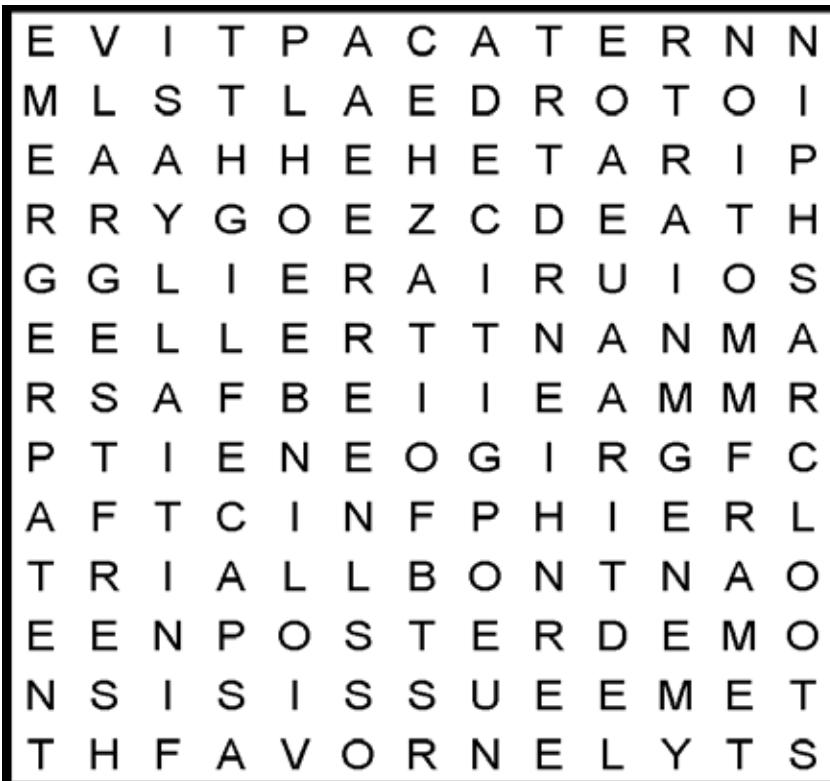 E V I T P A C A T E R N N
M L S T L A E D R O T O I
E A A H H E H E T A R I P
R R Y G O E Z C D E A T H
G G L I E R A I R U I O S
E E L L E R T T N A N M A
R S A F B E I I E A M M R
P T I E N E O G I R G F C
A F T C I N F P H I E R L
T R I A L L B O N T N A O
E E N P O S T E R D E M O
N S I S I S S U E E M E T
T H F A V O R N E L Y T S